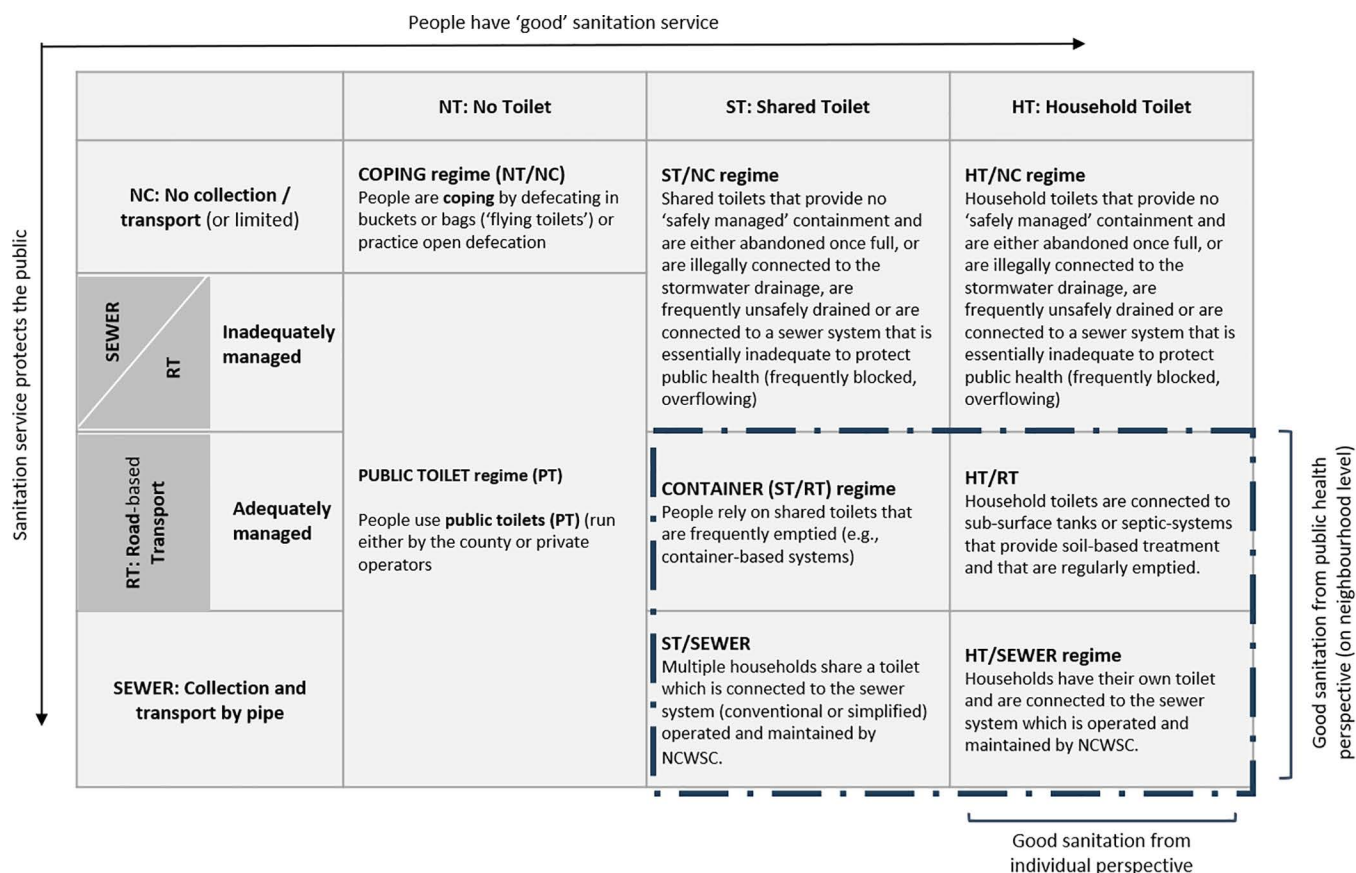 People have ‘good’ sanitation service
Sanitation service protects the public
NT: No Toilet
ST: Shared Toilet
HT: Household Toilet
NC: No collection /
transport (or limited)
COPING regime (NT/NC)
People are coping by defecating in
buckets or bags (‘flying toilets’) or
practice open defecation
ST/NC regime
Shared toilets that provide no
‘safely managed’ containment and
are either abandoned once full, or
are illegally connected to the
stormwater drainage, are
frequently unsafely drained or are
connected to a sewer system that is
essentially inadequate to protect
public health (frequently blocked,
overflowing)
HT/NC regime
Household toilets that provide no
‘safely managed’ containment and
are either abandoned once full, or
are illegally connected to the
stormwater drainage, are
frequently unsafely drained or are
connected to a sewer system that is
essentially inadequate to protect
public health (frequently blocked,
overflowing)
SEWER
RT
Inadequately
managed
RT: Road-based
Transport
Adequately
managed
PUBLIC TOILET regime (PT)
People use public toilets (PT) (run
either by the county or private
operators
CONTAINER (ST/RT) regime
People rely on shared toilets that
are frequently emptied (e.g.,
container-based systems)
HT/RT
Household toilets are connected to
sub-surface tanks or septic-systems
that provide soil-based treatment
and that are regularly emptied.
SEWER: Collection and
transport by pipe
ST/SEWER
Multiple households share a toilet
which is connected to the sewer
system (conventional or simplified)
operated and maintained by
NCWSC.
HT/SEWER regime
Households have their own toilet
and are connected to the sewer
system which is operated and
maintained by NCWSC.
Good sanitation from public health
perspective (on neighbourhood level)
Good sanitation from
individual perspective